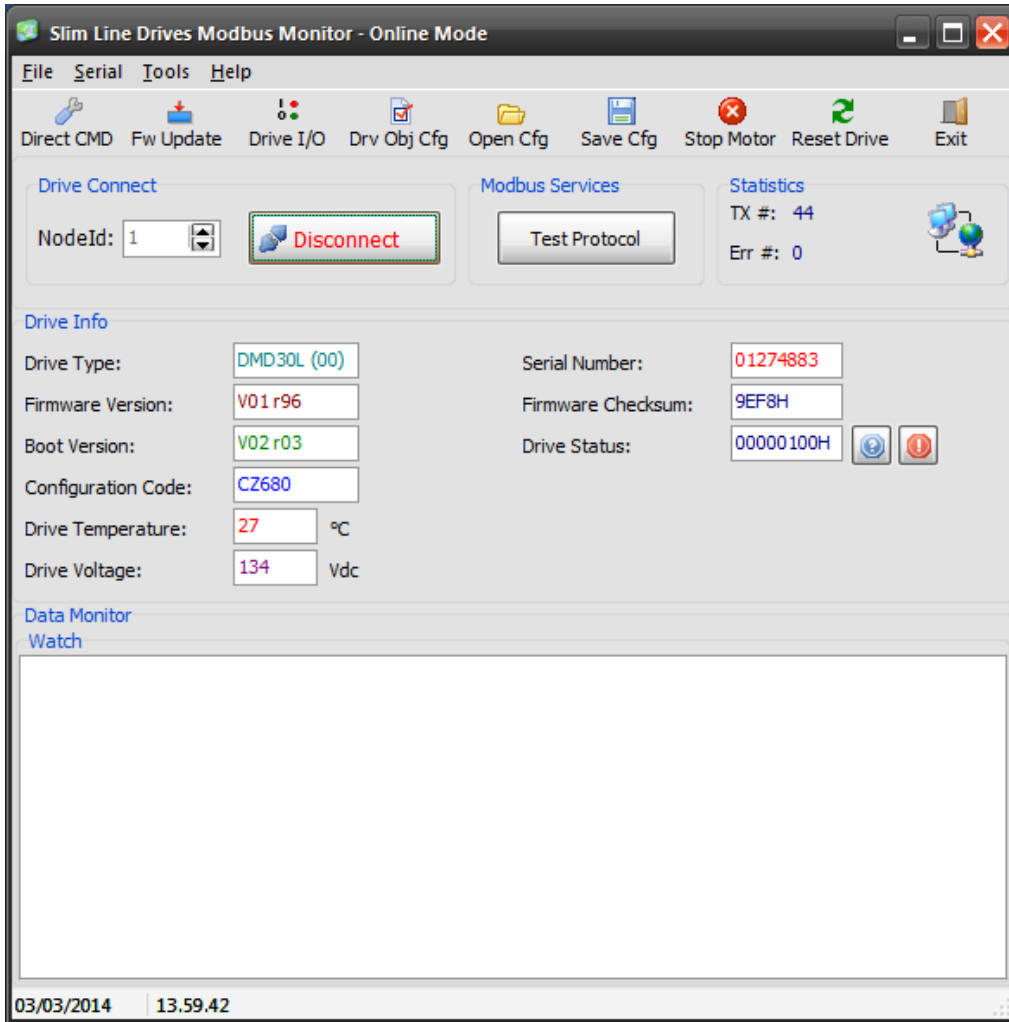 Slim Line Drives Modbus Monitor - Online Mode
File Serial Tools Help
Direct CMD Fw Update Drive I/O Drv Obj Cfg Open Cfg Save Cfg Stop Motor Reset Drive Exit
Drive Connect
NodeId: 1
Disconnect
Modbus Services
Test Protocol
Statistics
TX #: 44
Err #: 0
Drive Info
Drive Type: DMD30L (00)
Serial Number: 01274883
Firmware Version: V01 r96
Firmware Checksum: 9EF8H
Boot Version: V02 r03
Drive Status: 00000100H
Configuration Code: CZ680
Drive Temperature: 27 ºC
Drive Voltage: 134 Vdc
Data Monitor
Watch
03/03/2014 13.59.42